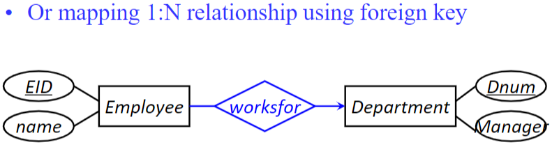 • Or mapping 1:N relationship using foreign key
EID
name
Employee
worksfor
Department
Dnum
Manager